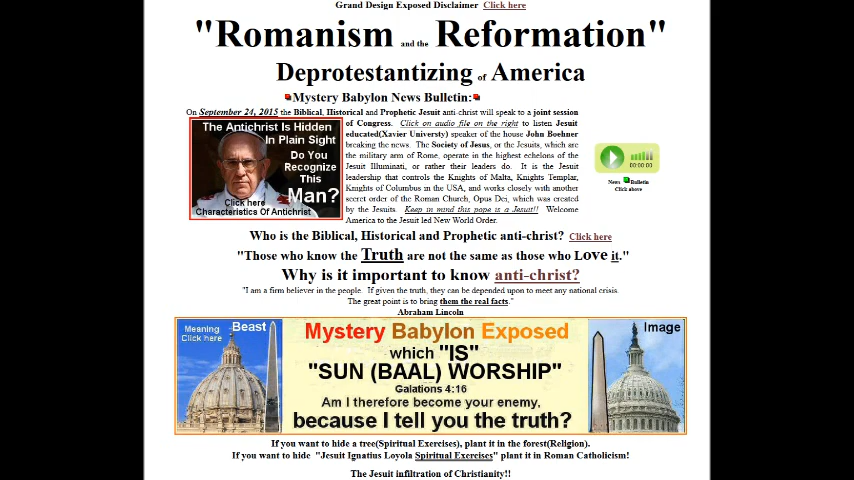 Grand Design Exposed Disclaimer Click here
"Romanism and the Reformation"
Deprotestantizing of America
Mystery Babylon News Bulletin:
On September 24, 2015 the Biblical, Historical and Prophetic Jesuit anti-christ will speak to a joint session
of Congress. Click on audio file on the right to listen Jesuit
educated(Xavier Universty) speaker of the house John Boehner
breaking the news. The Society of Jesus, or the Jesuits, which are
the military arm of Rome, operate in the highest echelons of the
Jesuit Illuminati, or rather their leaders do. It is the Jesuit
leadership that controls the Knights of Malta, Knights Templar,
Knights of Columbus in the USA, and works closely with another
secret order of the Roman Church, Opus Dei, which was created
by the Jesuits. Keep in mind this pope is a Jesuit!! Welcome
America to the Jesuit led New World Order.
The Antichrist Is Hidden
In Plain Sight
Do You
Recognize
This
Man?
Click here
Characteristics Of Antichrist
00:00:00
News Bulletin
Click above
Who is the Biblical, Historical and Prophetic anti-christ? Click here
"Those who know the Truth are not the same as those who Love it."
Why is it important to know anti-christ?
"I am a firm believer in the people. If given the truth, they can be depended upon to meet any national crisis.
The great point is to bring them the real facts."
Abraham Lincoln
Meaning
Click here
Beast
Mystery Babylon Exposed
which "IS"
"SUN (BAAL) WORSHIP"
Galations 4:16
Am I therefore become your enemy,
because I tell you the truth?
Image
If you want to hide a tree(Spiritual Exercises), plant it in the forest(Religion).
If you want to hide "Jesuit Ignatius Loyola Spiritual Exercises" plant it in Roman Catholicism!
The Jesuit infiltration of Christianity!!